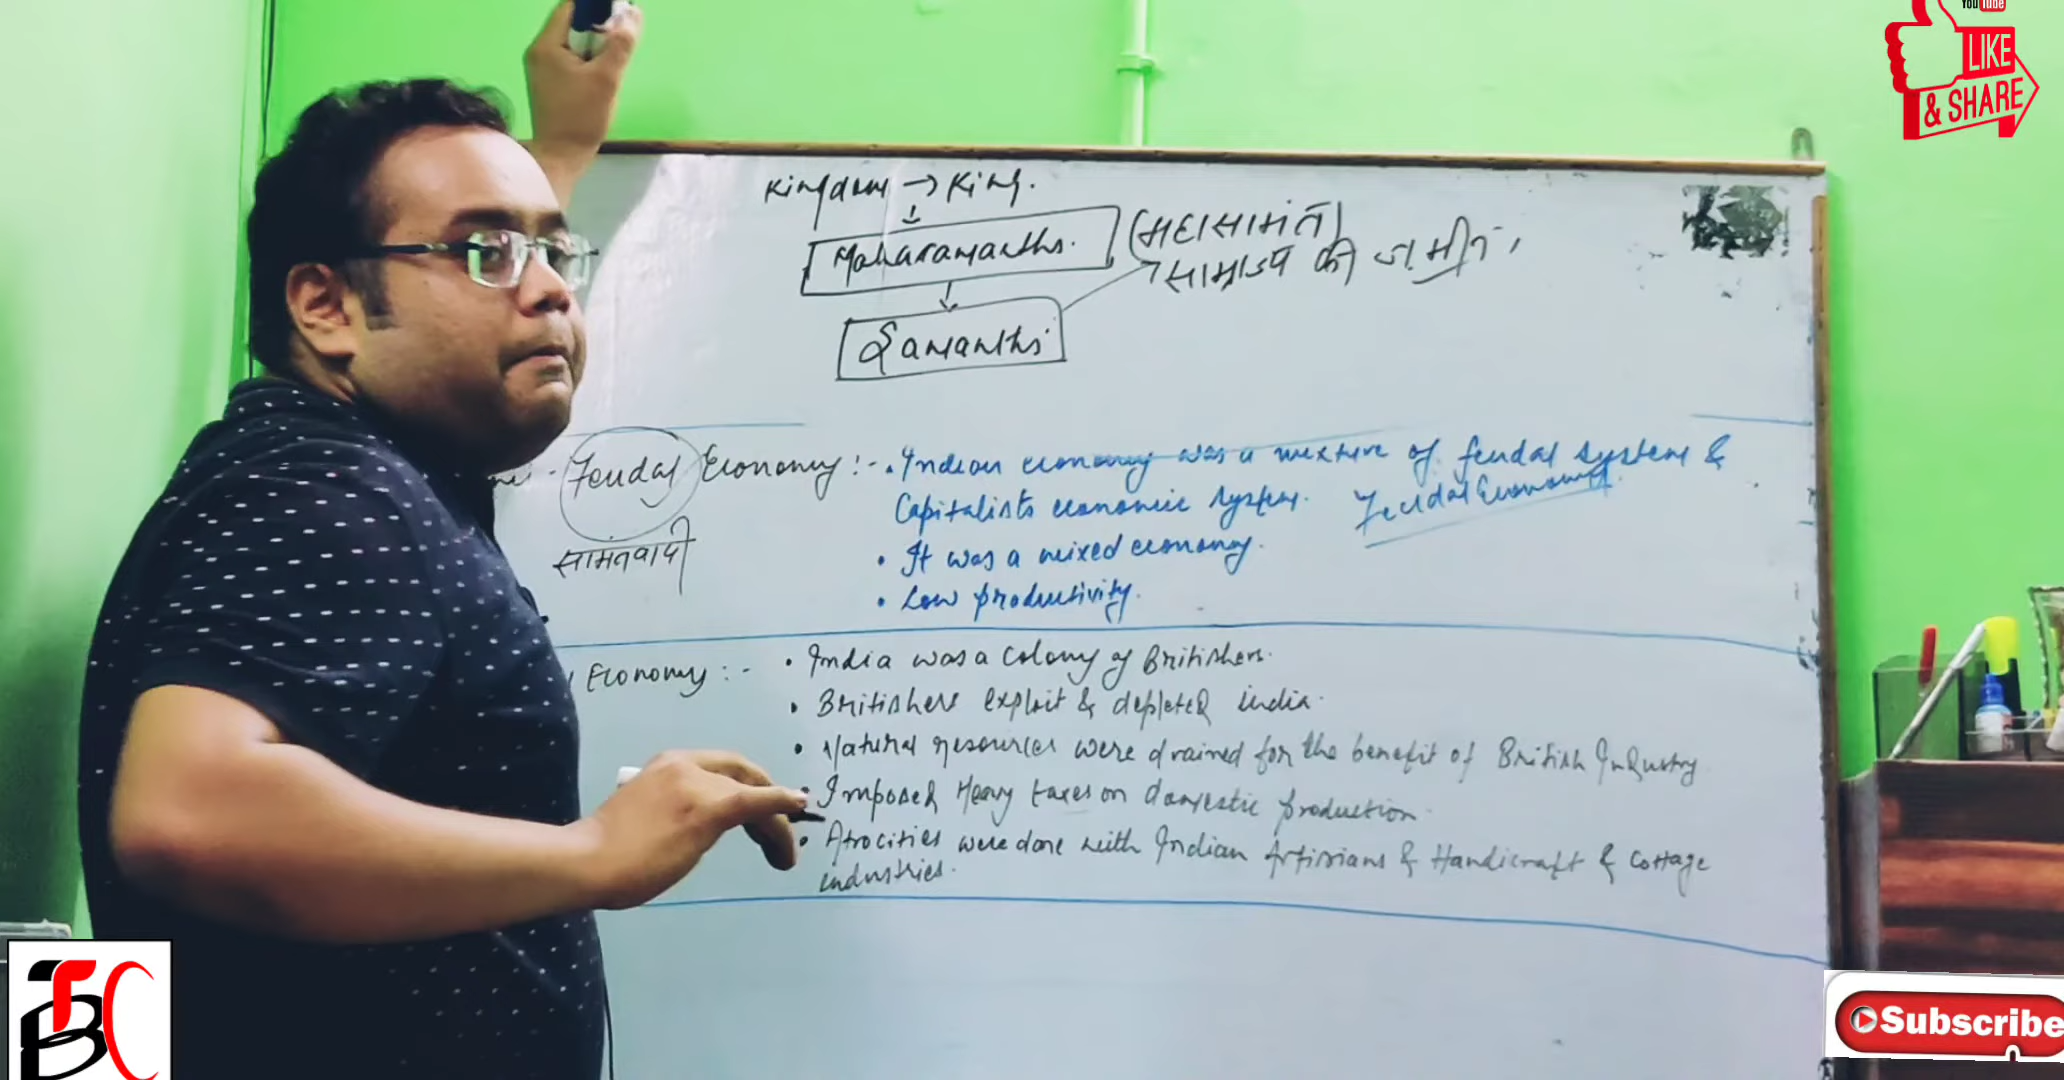 YouTube
LIKE
& SHARE
Kingdom → King.
Mahasamanths. (महासामंत)
साम्राज्य की जमीन,
Samanths
Feudal Economy :- • Indian economy was a mixture of feudal system &
Capitalists economic system. Feudal Economy.
सामंतवादी
• It was a mixed economy.
• Low productivity.
Economy :- • India was a colony of Britishers.
• Britishers exploit & depleted india.
• Natural resources were drained for the benefit of British Industry
• Imposed Heavy taxes on domestic production.
• Atrocities were done with Indian Artisians & Handicraft & Cottage
industries.
Subscribe